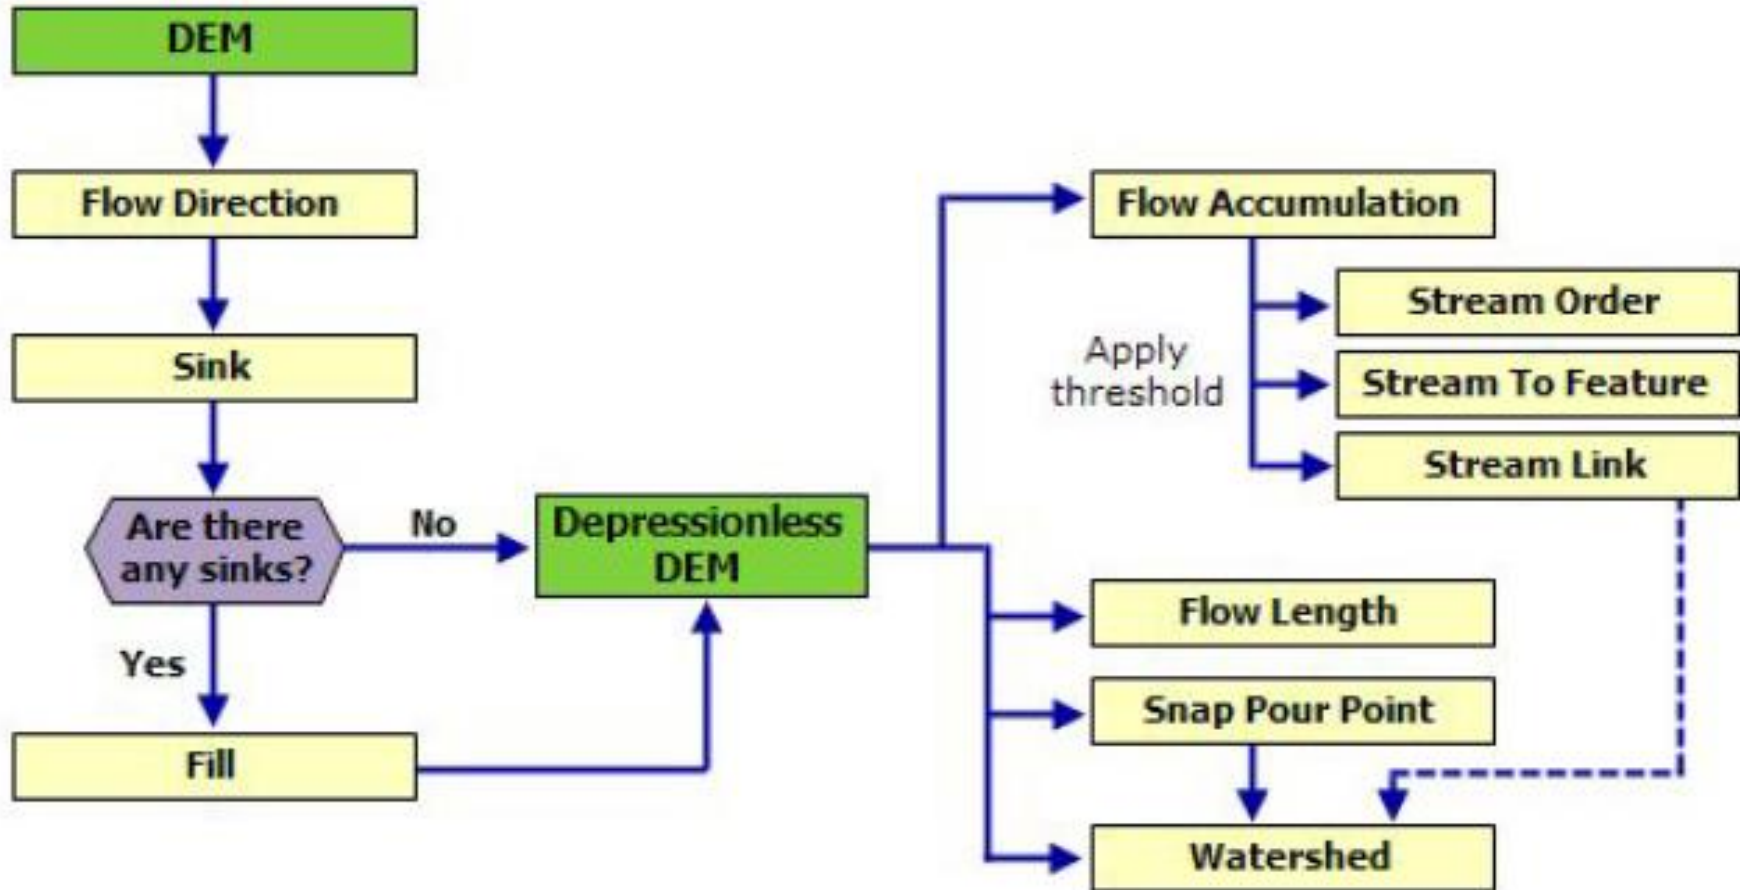 DEM
Flow Direction
Sink
Are there
any sinks?
No
Yes
Fill
Depressionless
DEM
Flow Accumulation
Apply
threshold
Stream Order
Stream To Feature
Stream Link
Flow Length
Snap Pour Point
Watershed